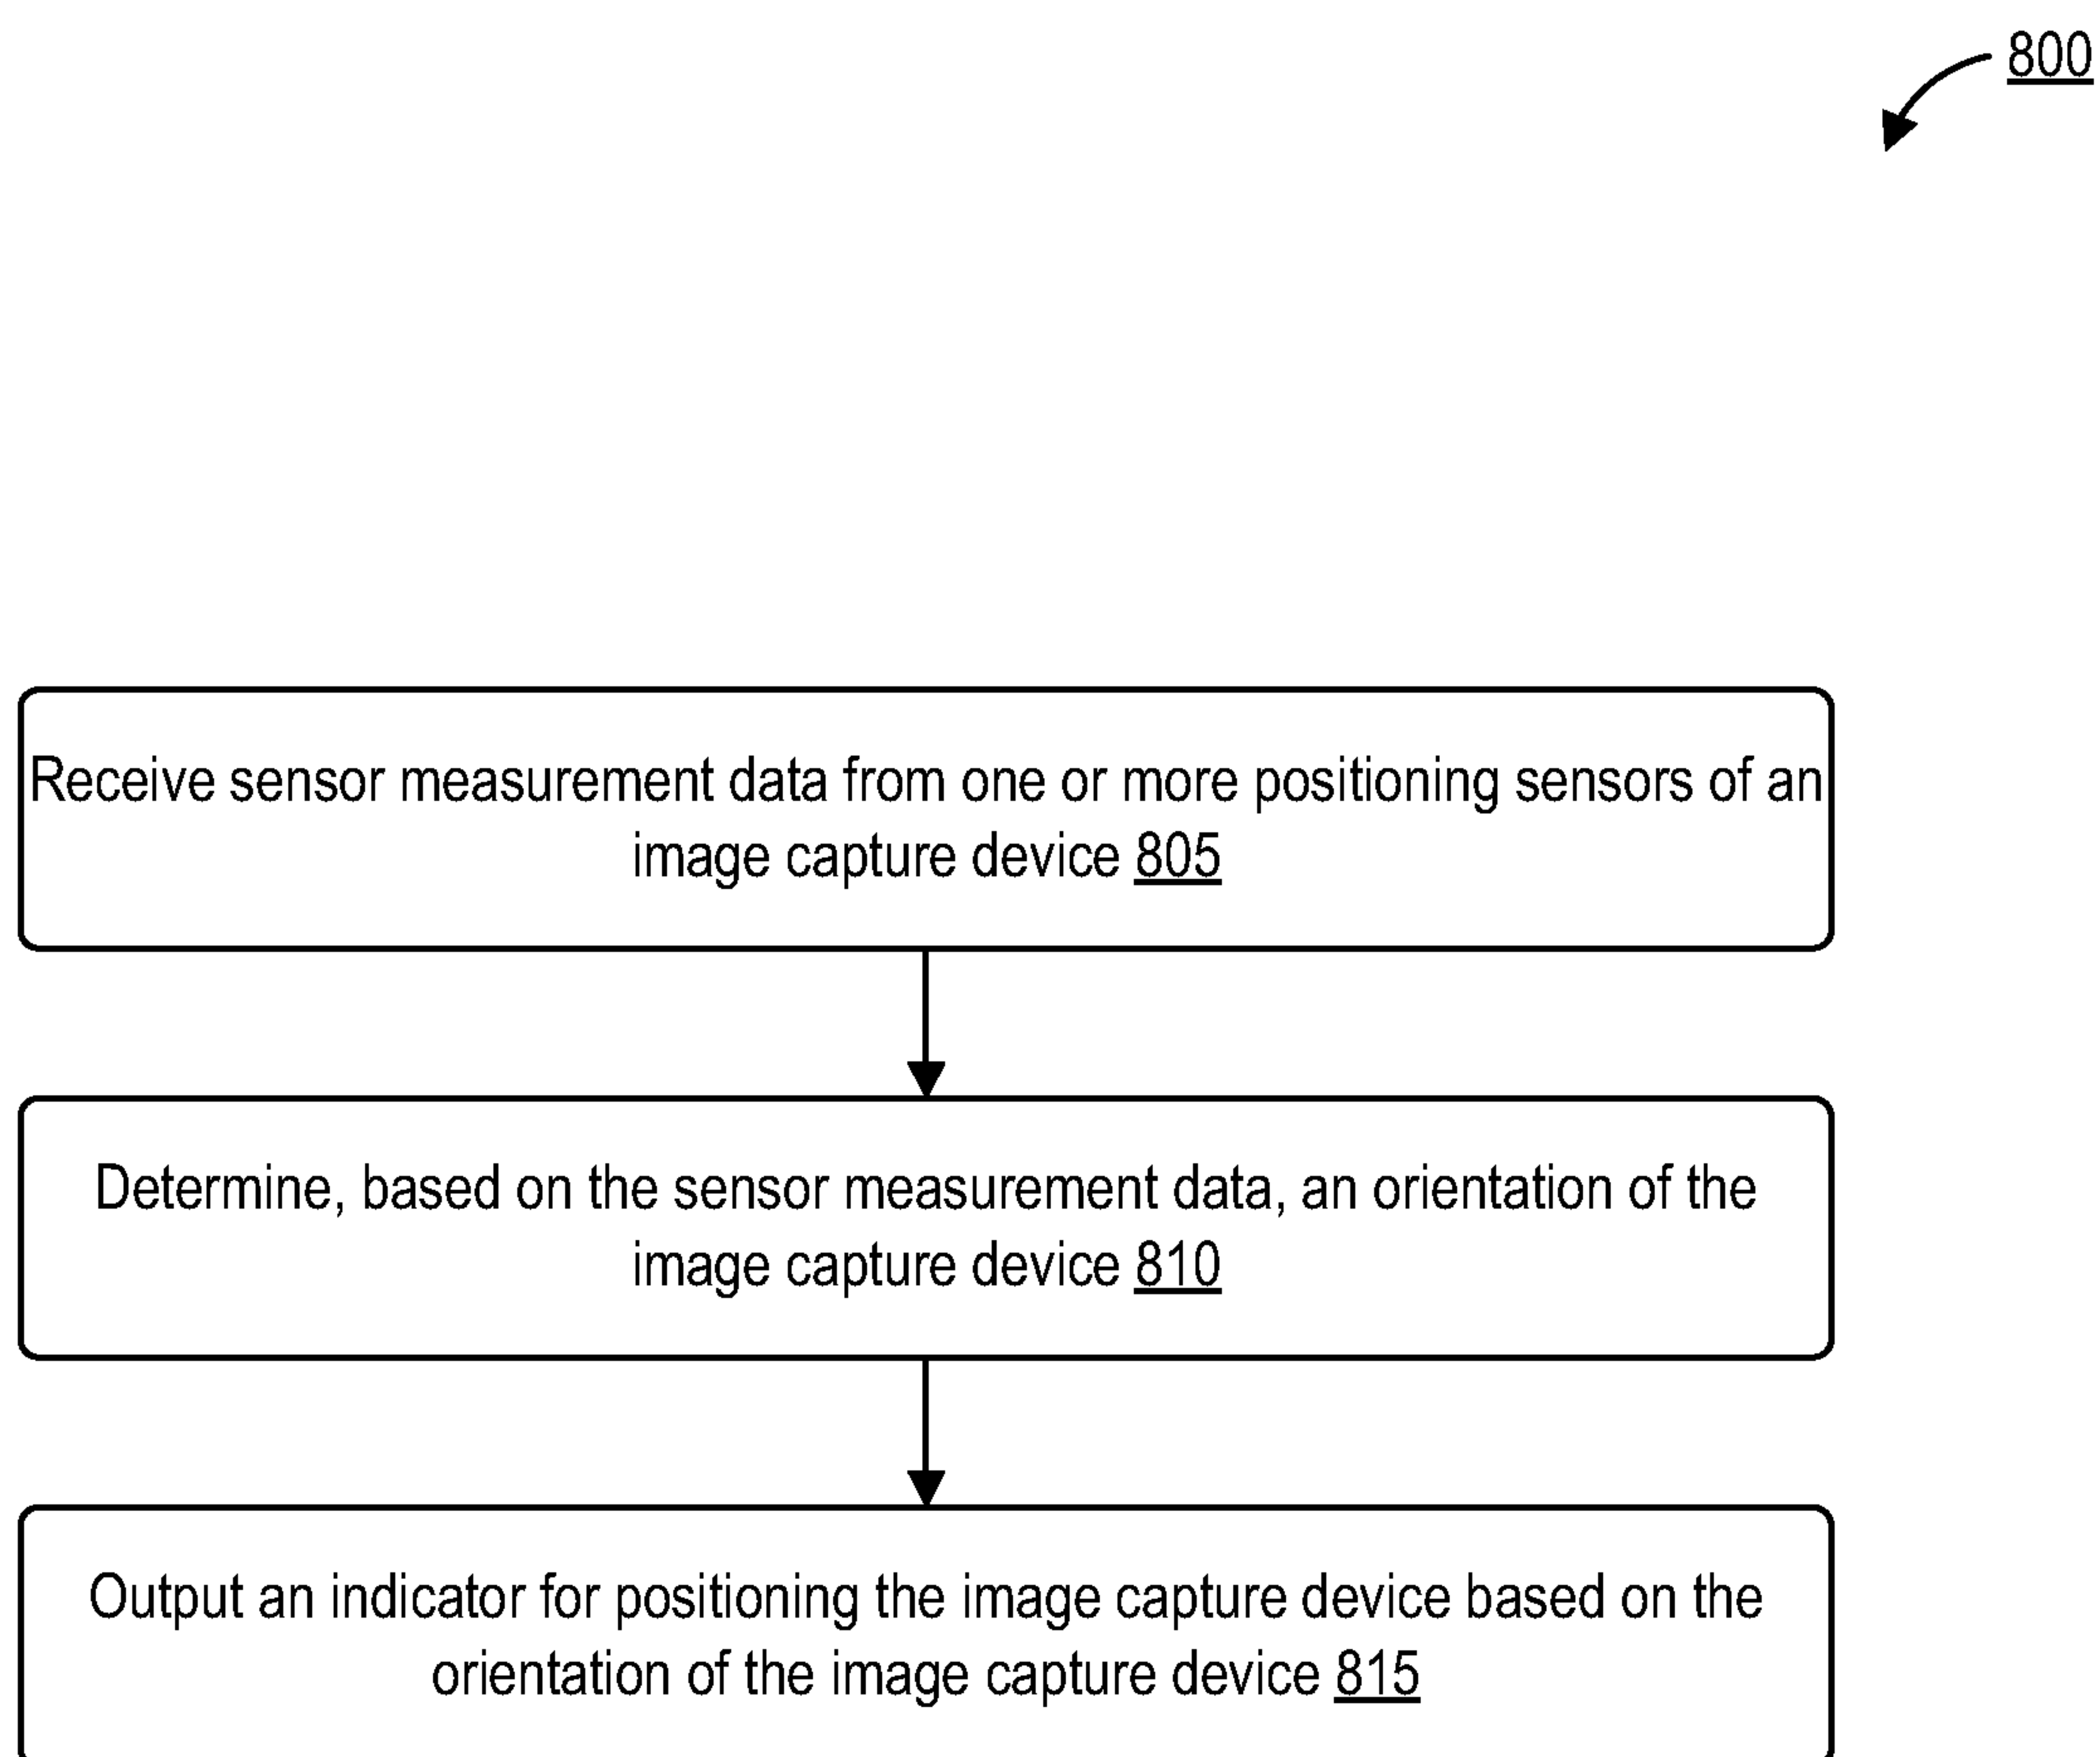 800
Receive sensor measurement data from one or more positioning sensors of an
image capture device 805
Determine, based on the sensor measurement data, an orientation of the
image capture device 810
Output an indicator for positioning the image capture device based on the
orientation of the image capture device 815